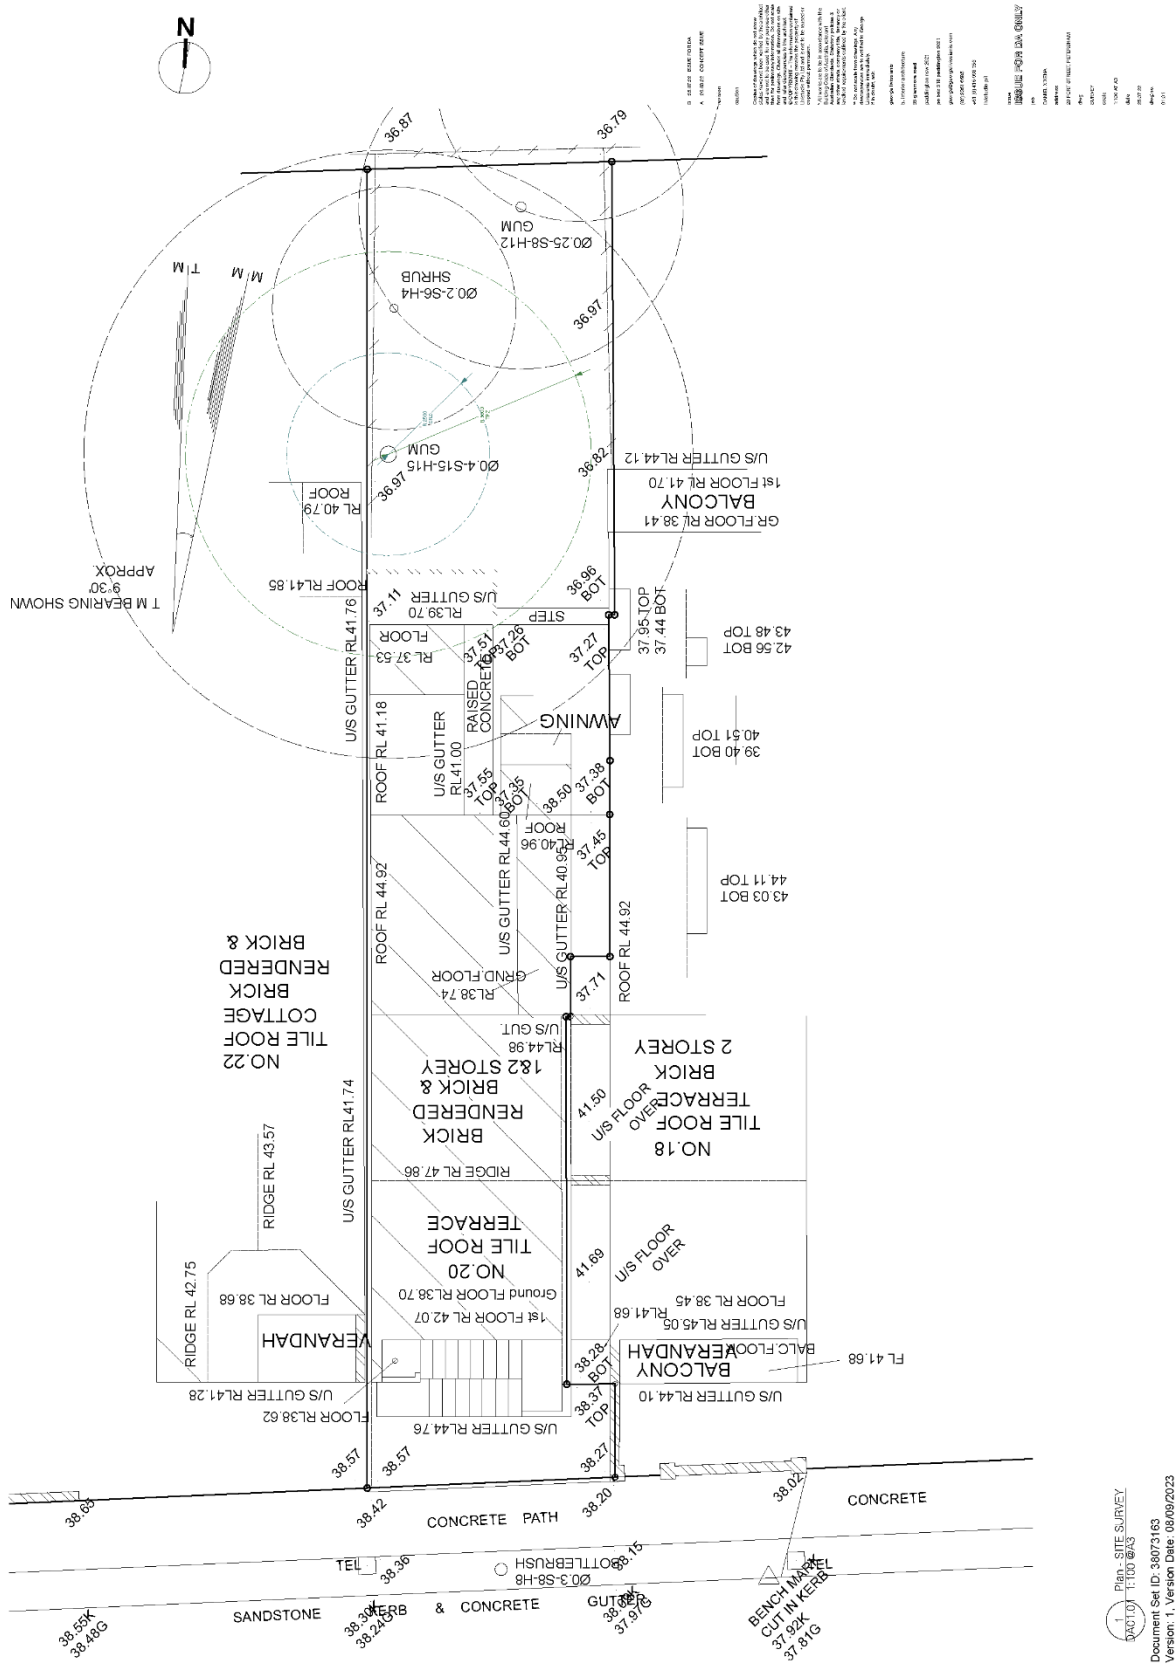 N
36.87
36.79
GUM
Ø0.25-S8-H12
T M
M M
SHRUB
Ø0.2-S6-H4
36.97
GUM
Ø0.4-S15-H15
36.97
36.82
ROOF
RL 40.79
U/S GUTTER RL44.12
1st FLOOR RL 41.70
BALCONY
GR.FLOOR RL 38.41
T M BEARING SHOWN
9°30'
APPROX.
ROOF RL41.85
37.11
U/S GUTTER
RL39.70
36.96
BOT
STEP
37.95 TOP
37.44 BOT
FLOOR
RL 37.53
37.51
TOP
37.26
BOT
37.27
TOP
43.48 TOP
42.56 BOT
U/S GUTTER RL41.76
ROOF RL 41.18
U/S GUTTER
RL41.00
RAISED
CONCRETE
AWNING
40.51 TOP
39.40 BOT
37.55
TOP
37.35
BOT
38.50
37.38
BOT
ROOF
RL40.96
37.45
TOP
U/S GUTTER RL44.60
U/S GUTTER RL40.95
ROOF RL 44.92
ROOF RL 44.92
44.11 TOP
43.03 BOT
NO.22
TILE ROOF
COTTAGE
BRICK
RENDERED
BRICK &
GRND.FLOOR
RL38.74
37.71
U/S GUT.
RL44.98
1&2 STOREY
BRICK &
RENDERED
BRICK
41.50
U/S FLOOR
OVER
NO.18
TILE ROOF
TERRACE
BRICK
2 STOREY
RIDGE RL 47.86
U/S GUTTER RL41.74
RIDGE RL 43.57
NO.20
TILE ROOF
TERRACE
41.69
U/S FLOOR
OVER
RIDGE RL 42.75
FLOOR RL 38.68
Ground FLOOR RL38.70
1st FLOOR RL 42.07
RL41.68
FLOOR RL 38.45
U/S GUTTER RL45.05
BALC.FLOOR
VERANDAH
VERANDAH
BALCONY
FL 41.68
38.28
BOT
38.37
TOP
U/S GUTTER RL41.28
FLOOR RL38.62
U/S GUTTER RL44.76
U/S GUTTER RL44.10
38.57
38.57
38.27
38.65
38.42
38.20
38.02
CONCRETE PATH
CONCRETE
TEL
38.36
BOTTLEBRUSH
Ø0.3-S8-H8
38.15
TEL
SANDSTONE KERB & CONCRETE GUTTER
38.55K
38.48G
38.30K
38.24G
37.97G
BENCH MARK
CUT IN KERB
37.92K
37.81G
ISSUE FOR DA ONLY
1
Plan - SITE SURVEY
DA01.01 1:100 @A3
Document Set ID: 38073163
Version: 1, Version Date: 08/09/2023